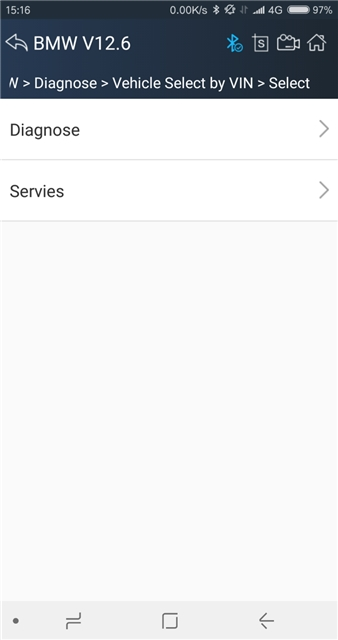 15:16 0.00K/s 4G 97%
BMW V12.6 S
W > Diagnose > Vehicle Select by VIN > Select
Diagnose
Servies